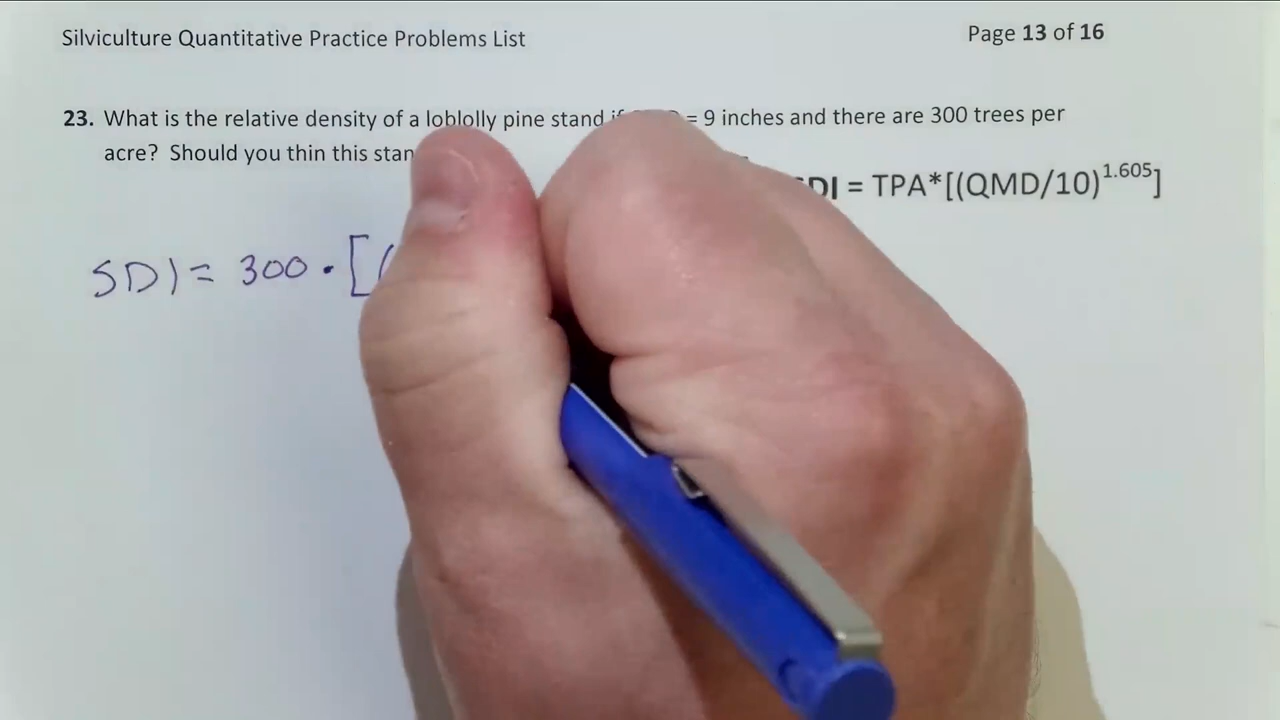 Silviculture Quantitative Practice Problems List
Page 13 of 16
23. What is the relative density of a loblolly pine stand = 9 inches and there are 300 trees per
acre? Should you thin this
= TPA*[(QMD/10)^1.605]
SDI = 300 · [(